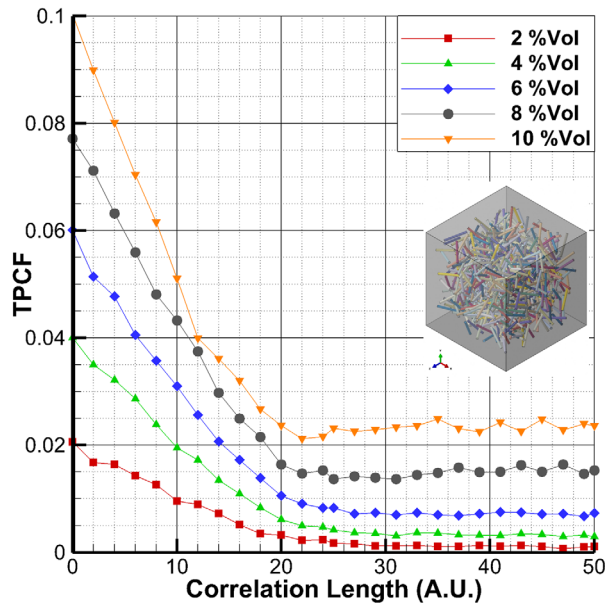 0.1
0.08
0.06
0.04
0.02
0
TPCF
2 %Vol
4 %Vol
6 %Vol
8 %Vol
10 %Vol
0 10 20 30 40 50
Correlation Length (A.U.)